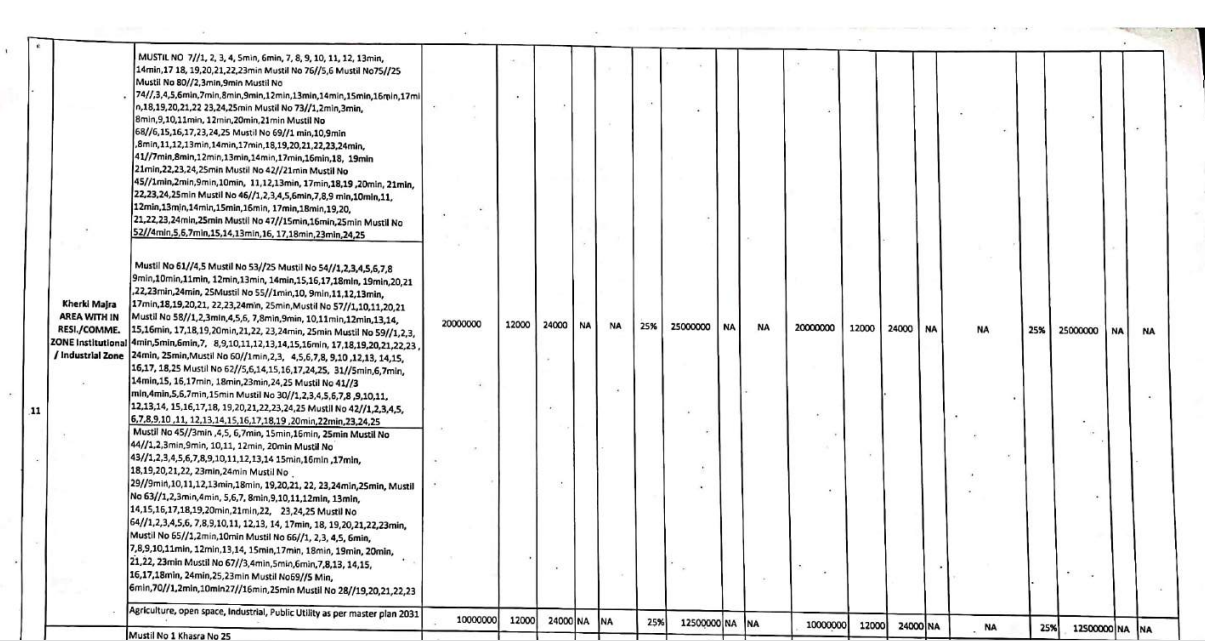 MUSTIL NO 7//1, 2, 3, 4, 5min, 6min, 7, 8, 9, 10, 11, 12, 13min,
14min,17 18, 19,20,21,22,23min Mustil No 76//5,6 Mustil No75//25
Mustil No 80//2,3min,9min Mustil No
74//,3,4,5,6min,7min,8min,9min,12min,13min,14min,15min,16min,17mi
n,18,19,20,21,22 23,24,25min Mustil No 73//1,2min,3min,
8min,9,10,11min, 12min,20min,21min Mustil No
68//6,15,16,17,23,24,25 Mustil No 69//1 min,10,9min
,8min,11,12,13min,14min,17min,18,19,20,21,22,23,24min,
41//7min,8min,12min,13min,14min,17min,16min,18, 19min
21min,22,23,24,25min Mustil No 42//21min Mustil No
45//1min,2min,9min,10min, 11,12,13min, 17min,18,19 ,20min, 21min,
22,23,24,25min Mustil No 46//1,2,3,4,5,6min,7,8,9 min,10min,11,
12min,13min,14min,15min,16min, 17min,18min,19,20,
21,22,23,24min,25min Mustil No 47//15min,16min,25min Mustil No
52//4min,5,6,7min,15,14,13min,16, 17,18min,23min,24,25
11
Kherki Majra
AREA WITH IN
RESI./COMME.
ZONE Institutional
/ Industrial Zone
Mustil No 61//4,5 Mustil No 53//25 Mustil No 54//1,2,3,4,5,6,7,8
9min,10min,11min, 12min,13min, 14min,15,16,17,18min, 19min,20,21
,22,23min,24min, 25Mustil No 55//1min,10, 9min,11,12,13min,
17min,18,19,20,21, 22,23,24min, 25min,Mustil No 57//1,10,11,20,21
Mustil No 58//1,2,3min,4,5,6, 7,8min,9min, 10,11min,12min,13,14,
15,16min, 17,18,19,20min,21,22, 23,24min, 25min Mustil No 59//1,2,3,
4min,5min,6min,7, 8,9,10,11,12,13,14,15,16min, 17,18,19,20,21,22,23,
24min, 25min,Mustil No 60//1min,2,3, 4,5,6,7,8, 9,10 ,12,13, 14,15,
16,17, 18,25 Mustil No 62//5,6,14,15,16,17,24,25, 31//5min,6,7min,
14min,15, 16,17min, 18min,23min,24,25 Mustil No 41//3
min,4min,5,6,7min,15min Mustil No 30//1,2,3,4,5,6,7,8 ,9,10,11,
12,13,14, 15,16,17,18, 19,20,21,22,23,24,25 Mustil No 42//1,2,3,4,5,
6,7,8,9,10 ,11, 12,13,14,15,16,17,18,19 ,20min,22min,23,24,25
20000000 12000 24000 NA NA 25% 25000000 NA NA 20000000 12000 24000 NA NA 25% 25000000 NA NA
Mustil No 45//3min ,4,5, 6,7min, 15min,16min, 25min Mustil No
44//1,2,3min,9min, 10,11, 12min, 20min Mustil No
43//1,2,3,4,5,6,7,8,9,10,11,12,13,14 15min,16min ,17min,
18,19,20,21,22, 23min,24min Mustil No
29//9min,10,11,12,13min,18min, 19,20,21, 22, 23,24min,25min, Mustil
No 63//1,2,3min,4min, 5,6,7, 8min,9,10,11,12min, 13min,
14,15,16,17,18,19,20min,21min,22, 23,24,25 Mustil No
64//1,2,3,4,5,6, 7,8,9,10,11, 12,13, 14, 17min, 18, 19,20,21,22,23min,
Mustil No 65//1,2min,10min Mustil No 66//1, 2,3, 4,5, 6min,
7,8,9,10,11min, 12min,13,14, 15min,17min, 18min, 19min, 20min,
21,22, 23min Mustil No 67//3,4min,5min,6min,7,8,13, 14,15,
16,17,18min, 24min,25,23min Mustil No69//5 Min,
6min,70//1,2min,10min27//16min,25min Mustil No 28//19,20,21,22,23
Agriculture, open space, Industrial, Public Utility as per master plan 2031 10000000 12000 24000 NA NA 25% 12500000 NA NA 10000000 12000 24000 NA NA 25% 12500000 NA NA
Mustil No 1 Khasra No 25